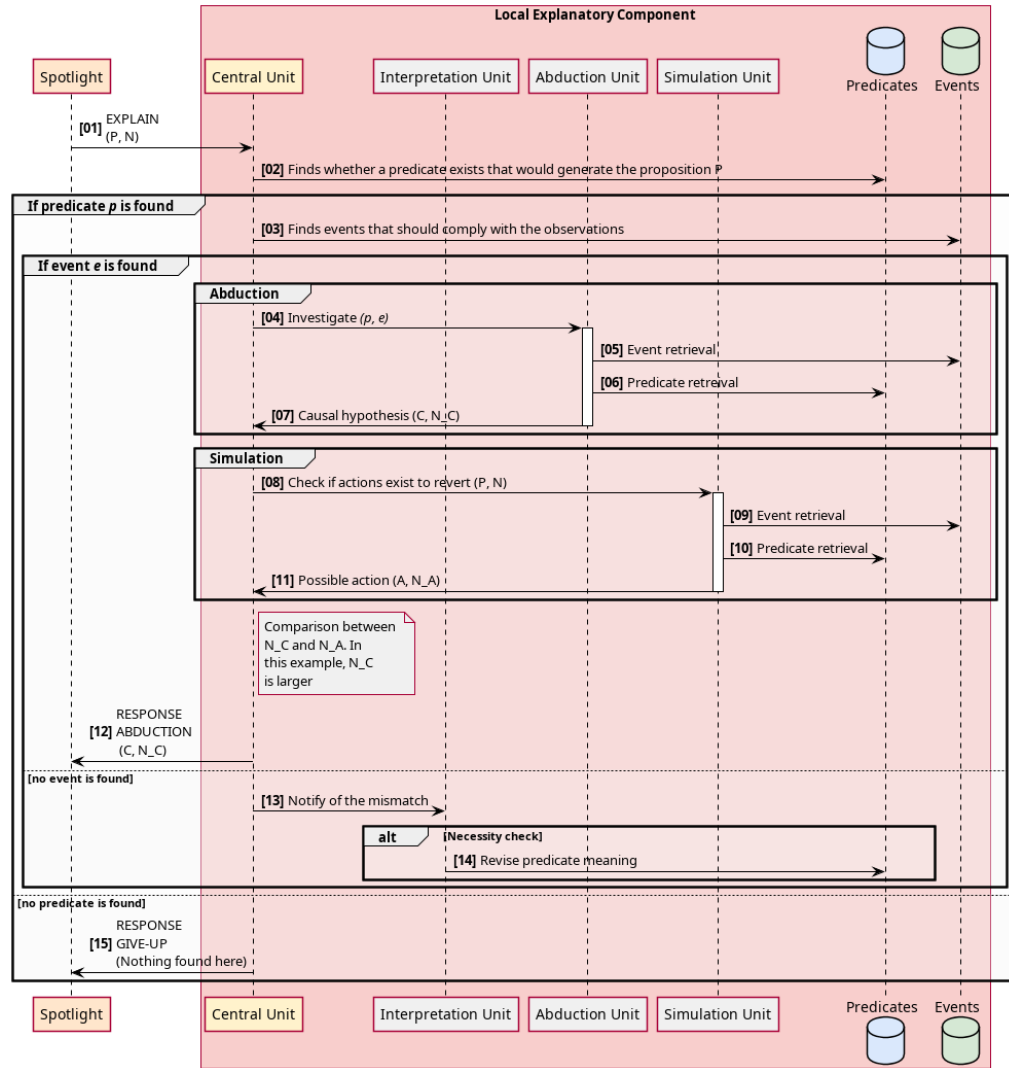 Local Explanatory Component
Spotlight
Central Unit
Interpretation Unit
Abduction Unit
Simulation Unit
Predicates
Events
[01] EXPLAIN
(P, N)
[02] Finds whether a predicate exists that would generate the proposition P
If predicate p is found
[03] Finds events that should comply with the observations
If event e is found
Abduction
[04] Investigate (p, e)
[05] Event retrieval
[06] Predicate retreival
[07] Causal hypothesis (C, N_C)
Simulation
[08] Check if actions exist to revert (P, N)
[09] Event retrieval
[10] Predicate retrieval
[11] Possible action (A, N_A)
Comparison between
N_C and N_A. In
this example, N_C
is larger
RESPONSE
[12] ABDUCTION
(C, N_C)
[no event is found]
[13] Notify of the mismatch
alt [Necessity check]
[14] Revise predicate meaning
[no predicate is found]
RESPONSE
[15] GIVE-UP
(Nothing found here)
Spotlight
Central Unit
Interpretation Unit
Abduction Unit
Simulation Unit
Predicates
Events